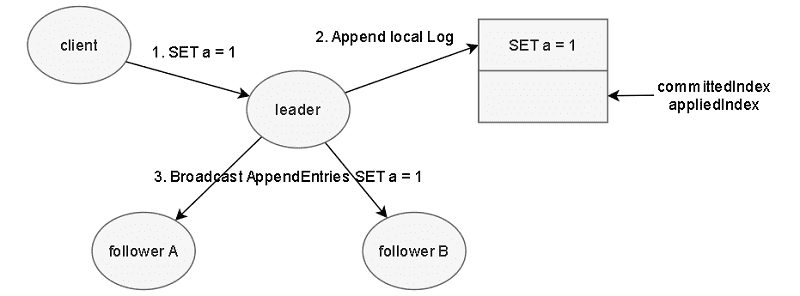 client
1. SET a = 1
2. Append local Log
SET a = 1
committedIndex
appliedIndex
leader
3. Broadcast AppendEntries SET a = 1
follower A
follower B